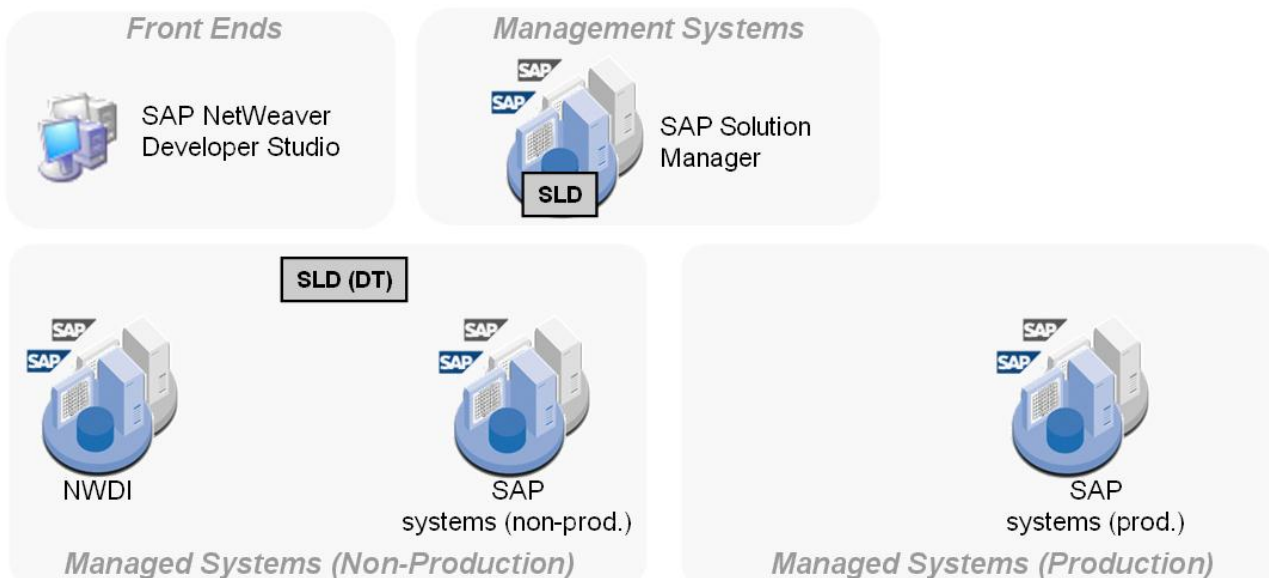 Front Ends
Management Systems
SAP
SAP
SAP NetWeaver
Developer Studio
SAP Solution
Manager
SLD
SLD (DT)
SAP
SAP
SAP
SAP
SAP
SAP
NWDI
SAP
systems (non-prod.)
SAP
systems (prod.)
Managed Systems (Non-Production)
Managed Systems (Production)